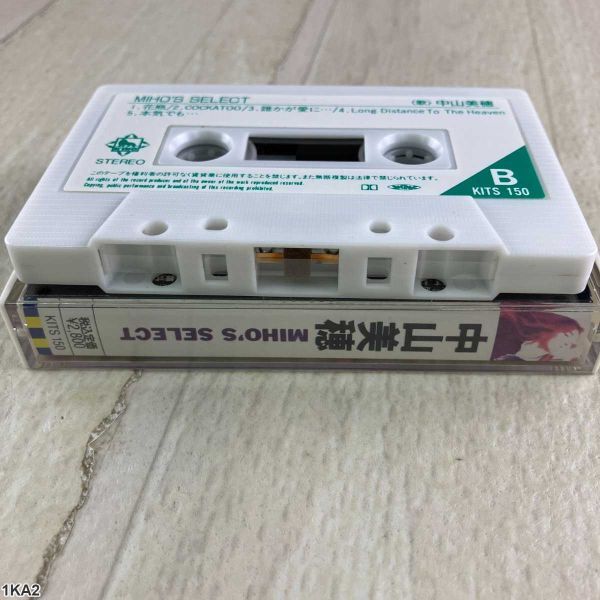 MIHO'S SELECT
(歌) 中山美穂
1. 花瓶/2. COCKATOO/3. 誰かが愛に…/4. Long Distance To The Heaven
5. 本気でも…
STEREO
B
KITS 150
このテープを権利者の許可なく賃貸業に使用することを禁じます。また無断複製は法律で禁じられています。
All rights of the record producer and of the owner of the work reproduced reserved.
Copying, public performance and broadcasting of this recording prohibited.
中山美穂
MIHO'S SELECT
¥2,800
KITS 150
1KA2